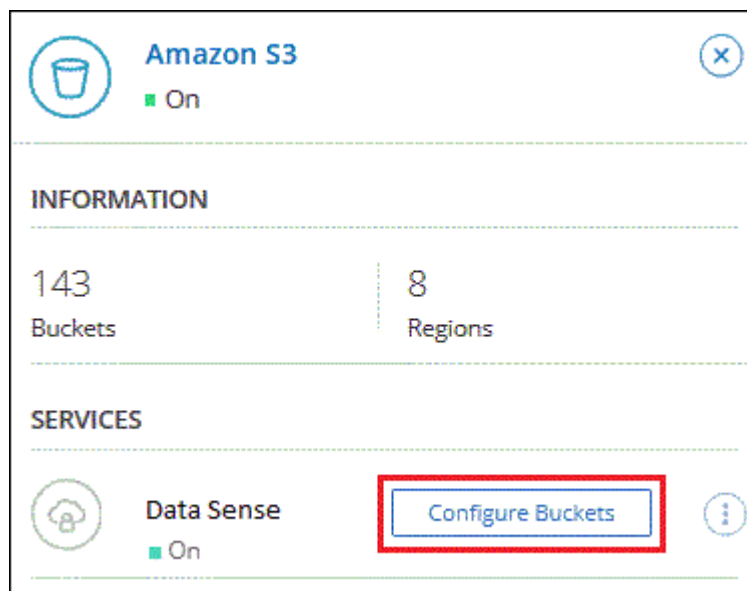 Amazon S3
On
INFORMATION
143
Buckets
8
Regions
SERVICES
Data Sense
On
Configure Buckets